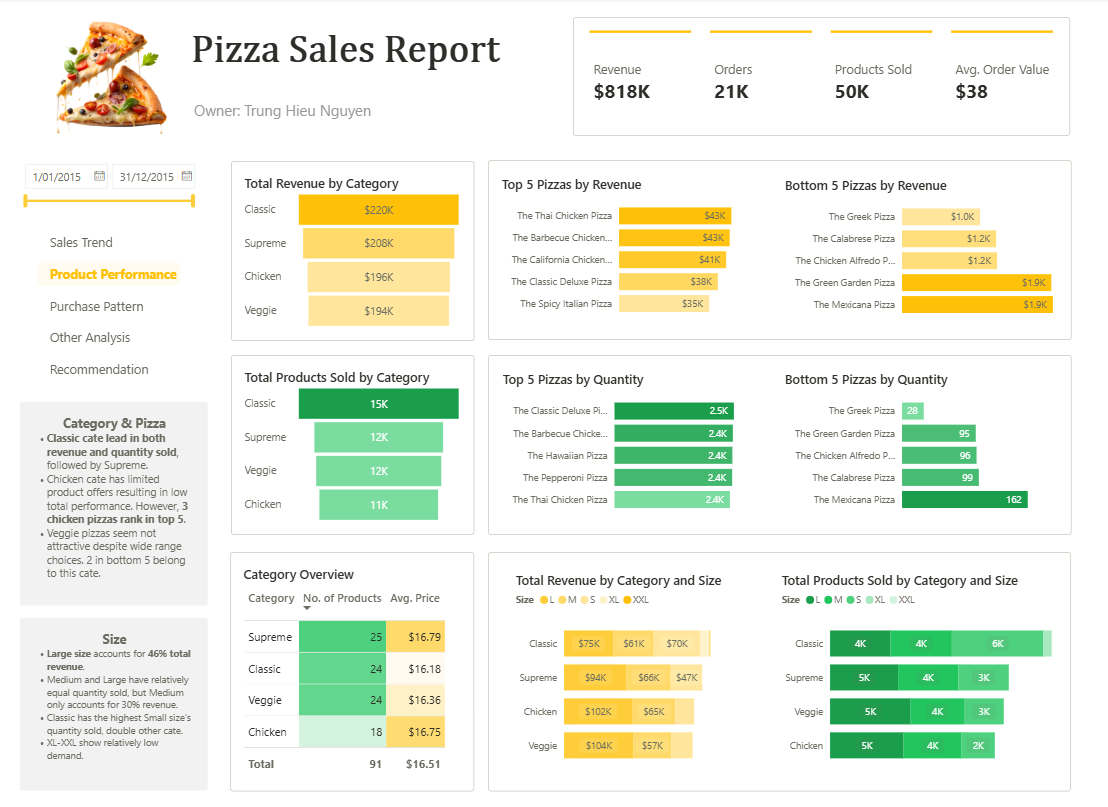 Pizza Sales Report
Owner: Trung Hieu Nguyen
Revenue
$818K
Orders
21K
Products Sold
50K
Avg. Order Value
$38
1/01/2015
31/12/2015
Sales Trend
Product Performance
Purchase Pattern
Other Analysis
Recommendation
Category & Pizza
• Classic cate lead in both
revenue and quantity sold,
followed by Supreme.
• Chicken cate has limited
product offers resulting in low
total performance. However, 3
chicken pizzas rank in top 5.
• Veggie pizzas seem not
attractive despite wide range
choices. 2 in bottom 5 belong
to this cate.
Size
• Large size accounts for 46% total
revenue.
• Medium and Large have relatively
equal quantity sold, but Medium
only accounts for 30% revenue.
• Classic has the highest Small size's
quantity sold, double other cate.
• XL-XXL show relatively low
demand.
Total Revenue by Category
Classic $220K
Supreme $208K
Chicken $196K
Veggie $194K
Top 5 Pizzas by Revenue
The Thai Chicken Pizza $43K
The Barbecue Chicken... $43K
The California Chicken... $41K
The Classic Deluxe Pizza $38K
The Spicy Italian Pizza $35K
Bottom 5 Pizzas by Revenue
The Greek Pizza $1.0K
The Calabrese Pizza $1.2K
The Chicken Alfredo P... $1.2K
The Green Garden Pizza $1.9K
The Mexicana Pizza $1.9K
Total Products Sold by Category
Classic 15K
Supreme 12K
Veggie 12K
Chicken 11K
Top 5 Pizzas by Quantity
The Classic Deluxe Pi... 2.5K
The Barbecue Chicke... 2.4K
The Hawaiian Pizza 2.4K
The Pepperoni Pizza 2.4K
The Thai Chicken Pizza 2.4K
Bottom 5 Pizzas by Quantity
The Greek Pizza 28
The Green Garden Pizza 95
The Chicken Alfredo P... 96
The Calabrese Pizza 99
The Mexicana Pizza 162
Category Overview
Category No. of Products Avg. Price
Supreme 25 $16.79
Classic 24 $16.18
Veggie 24 $16.36
Chicken 18 $16.75
Total 91 $16.51
Total Revenue by Category and Size
Size L M S XL XXL
Classic $75K $61K $70K
Supreme $94K $66K $47K
Chicken $102K $65K
Veggie $104K $57K
Total Products Sold by Category and Size
Size L M S XL XXL
Classic 4K 4K 6K
Supreme 5K 4K 3K
Veggie 5K 4K 3K
Chicken 5K 4K 2K